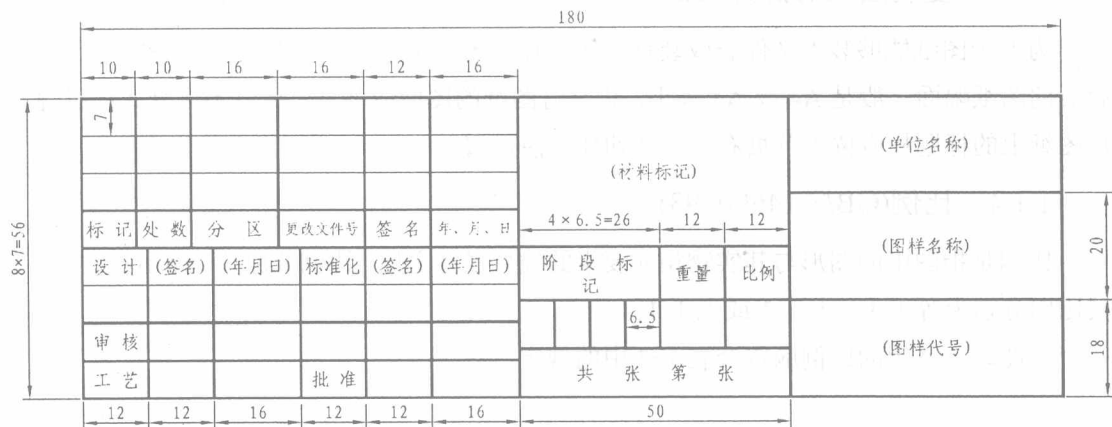 180
10 10 16 16 12 16
7
(单位名称)
(材料标记)
4×6.5=26 12 12
标记 处数 分 区 更改文件号 签名 年、月、日
8×7=56
(图样名称)
20
设计 (签名) (年月日) 标准化 (签名) (年月日) 阶段标记 重量 比例
6.5
审核
(图样代号)
18
工艺 批准 共 张 第 张
12 12 16 12 12 16 50